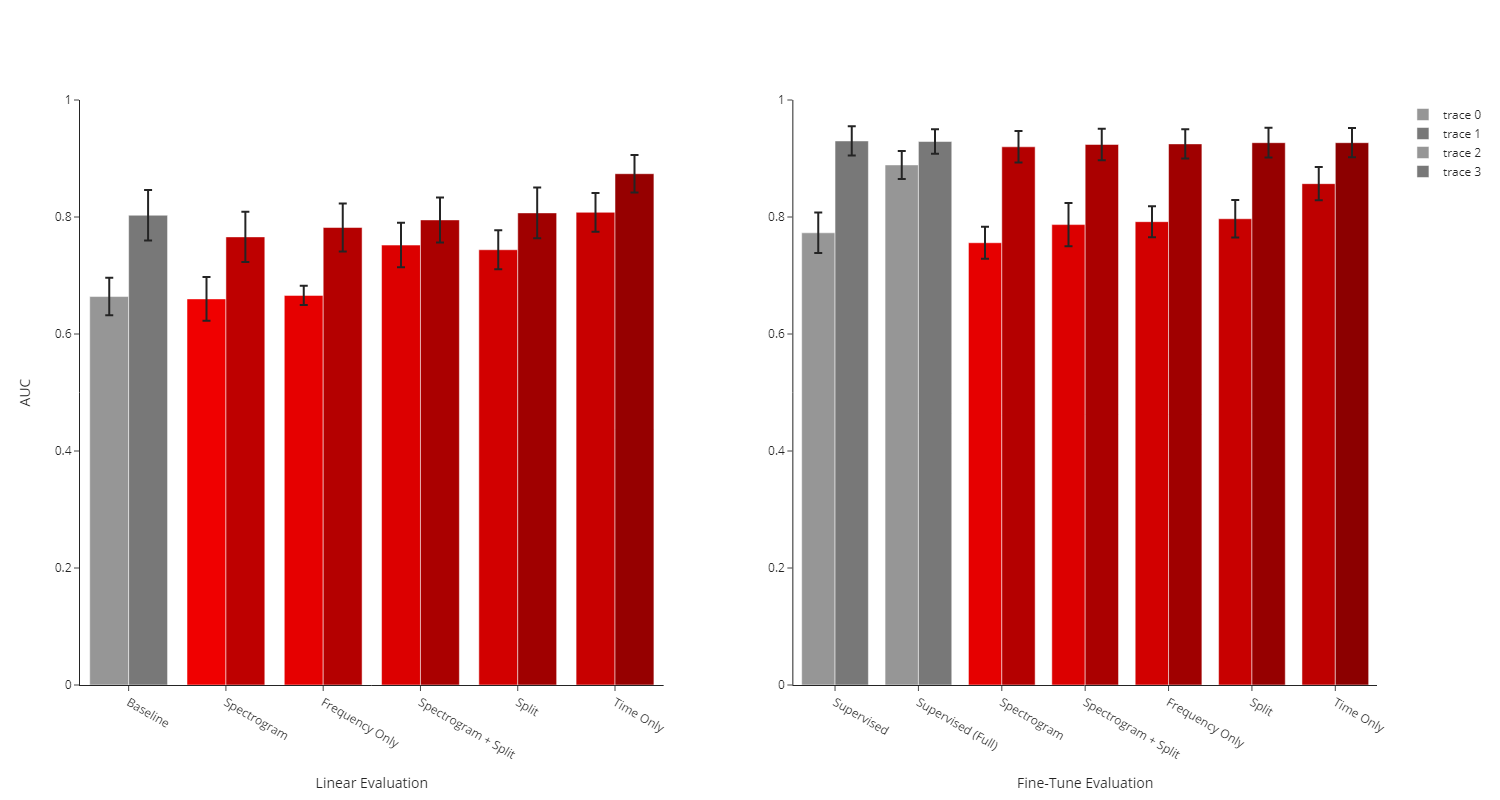 1
0.8
0.6
0.4
0.2
0
AUC
Baseline
Spectrogram
Frequency Only
Spectrogram + Split
Split
Time Only
Linear Evaluation
1
0.8
0.6
0.4
0.2
0
Supervised
Supervised (Full)
Spectrogram
Spectrogram + Split
Frequency Only
Split
Time Only
Fine-Tune Evaluation
trace 0
trace 1
trace 2
trace 3